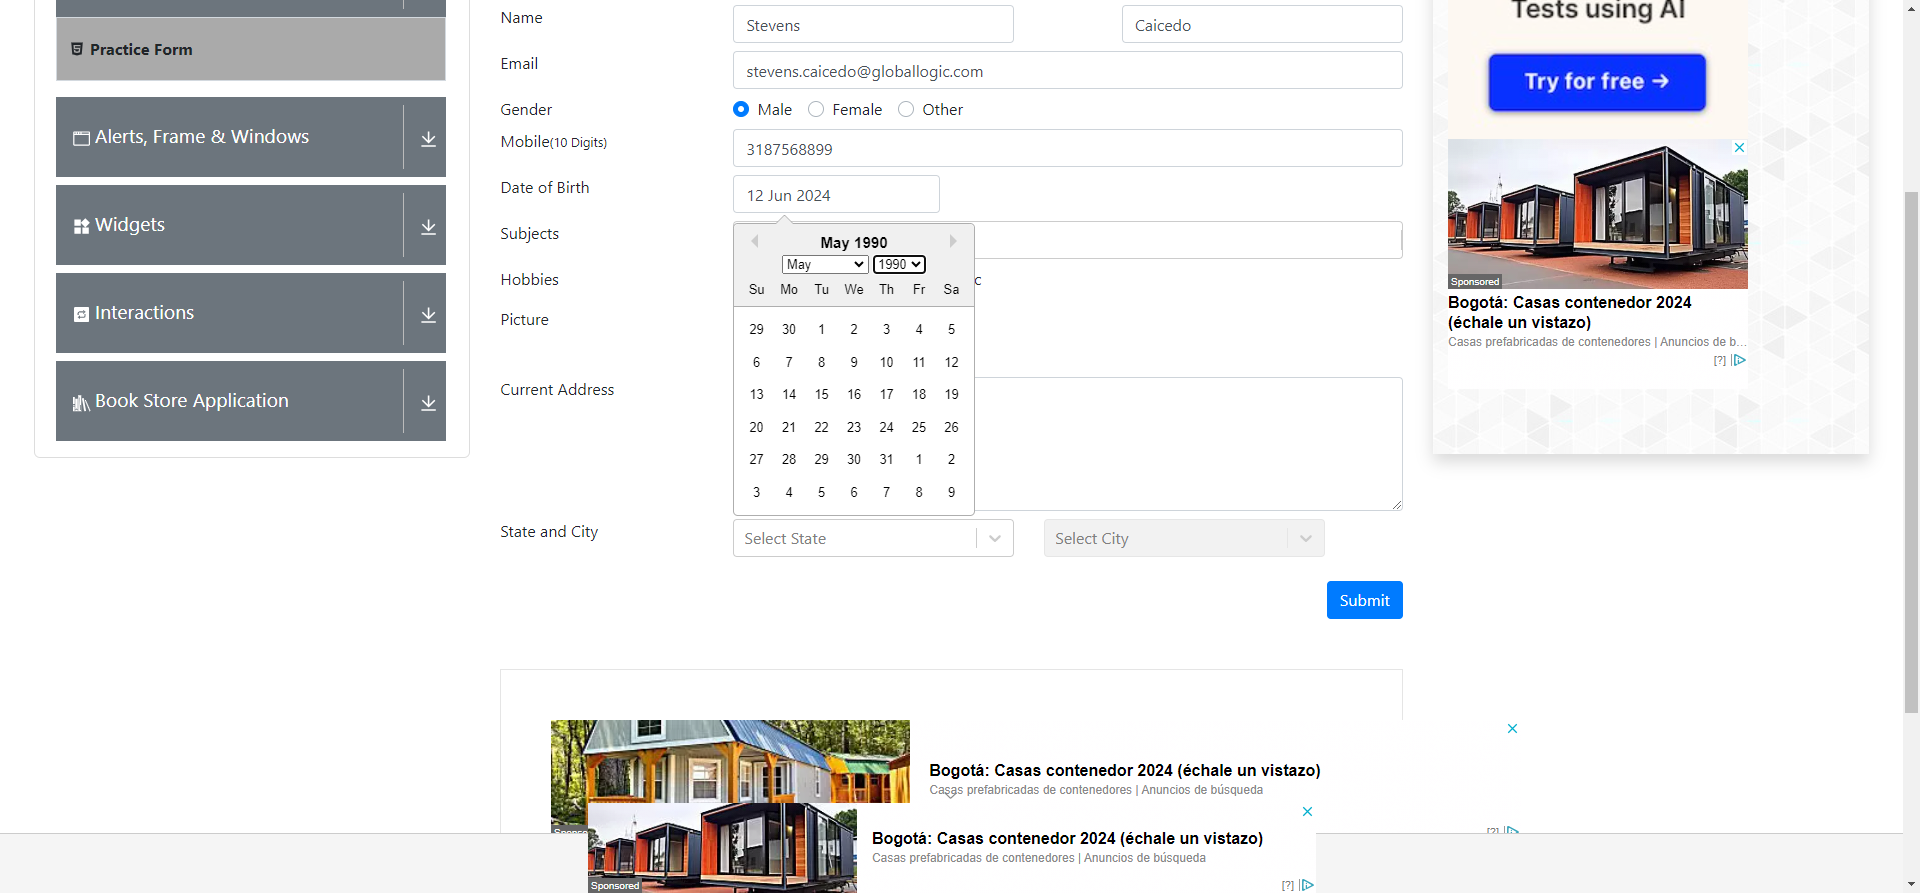 Practice Form
Alerts, Frame & Windows
Widgets
Interactions
Book Store Application
Name
Stevens
Caicedo
Email
stevens.caicedo@globallogic.com
Gender
Male
Female
Other
Mobile(10 Digits)
3187568899
Date of Birth
12 Jun 2024
Subjects
May 1990
May
1990
Su Mo Tu We Th Fr Sa
29 30 1 2 3 4 5
6 7 8 9 10 11 12
13 14 15 16 17 18 19
20 21 22 23 24 25 26
27 28 29 30 31 1 2
3 4 5 6 7 8 9
Hobbies
c
Picture
Current Address
State and City
Select State
Select City
Submit
Tests using AI
Try for free →
Sponsored
Bogotá: Casas contenedor 2024
(échale un vistazo)
Casas prefabricadas de contenedores | Anuncios de b...
[?]
Bogotá: Casas contenedor 2024 (échale un vistazo)
Casas prefabricadas de contenedores | Anuncios de búsqueda
[?]
Bogotá: Casas contenedor 2024 (échale un vistazo)
Casas prefabricadas de contenedores | Anuncios de búsqueda
Sponsored
[?]